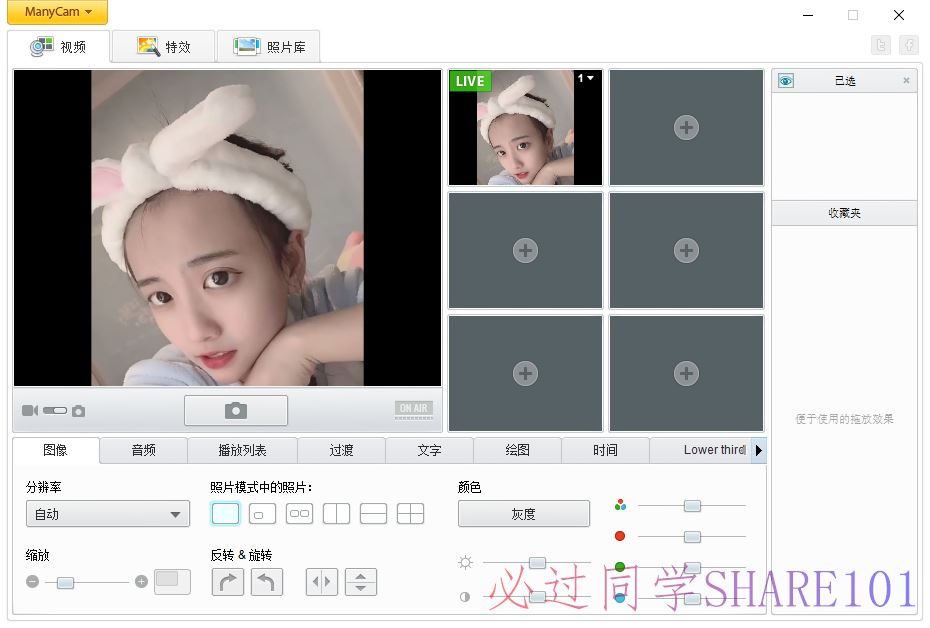 ManyCam
视频
特效
照片库
LIVE
1
已选
收藏夹
便于使用的拖放效果
ON AIR
图像
音频
播放列表
过渡
文字
绘图
时间
Lower third
分辨率
照片模式中的照片:
颜色
自动
灰度
缩放
反转 & 旋转
必过同学SHARE101